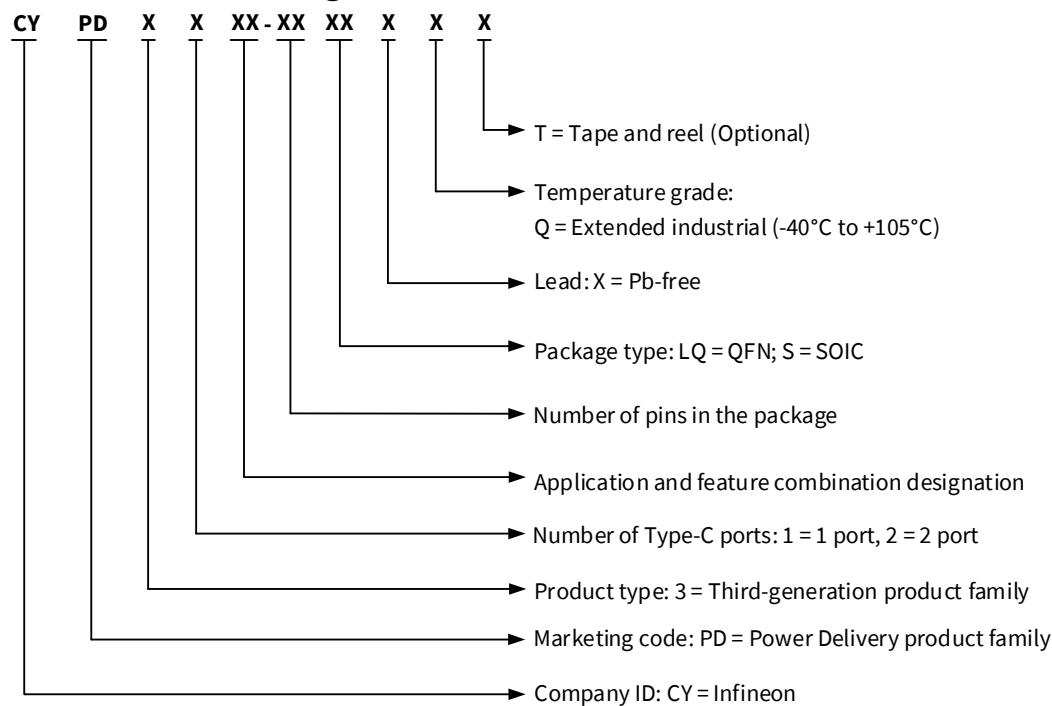 CY PD X X XX - XX XX X X X
T = Tape and reel (Optional)
Temperature grade:
Q = Extended industrial (-40°C to +105°C)
Lead: X = Pb-free
Package type: LQ = QFN; S = SOIC
Number of pins in the package
Application and feature combination designation
Number of Type-C ports: 1 = 1 port, 2 = 2 port
Product type: 3 = Third-generation product family
Marketing code: PD = Power Delivery product family
Company ID: CY = Infineon